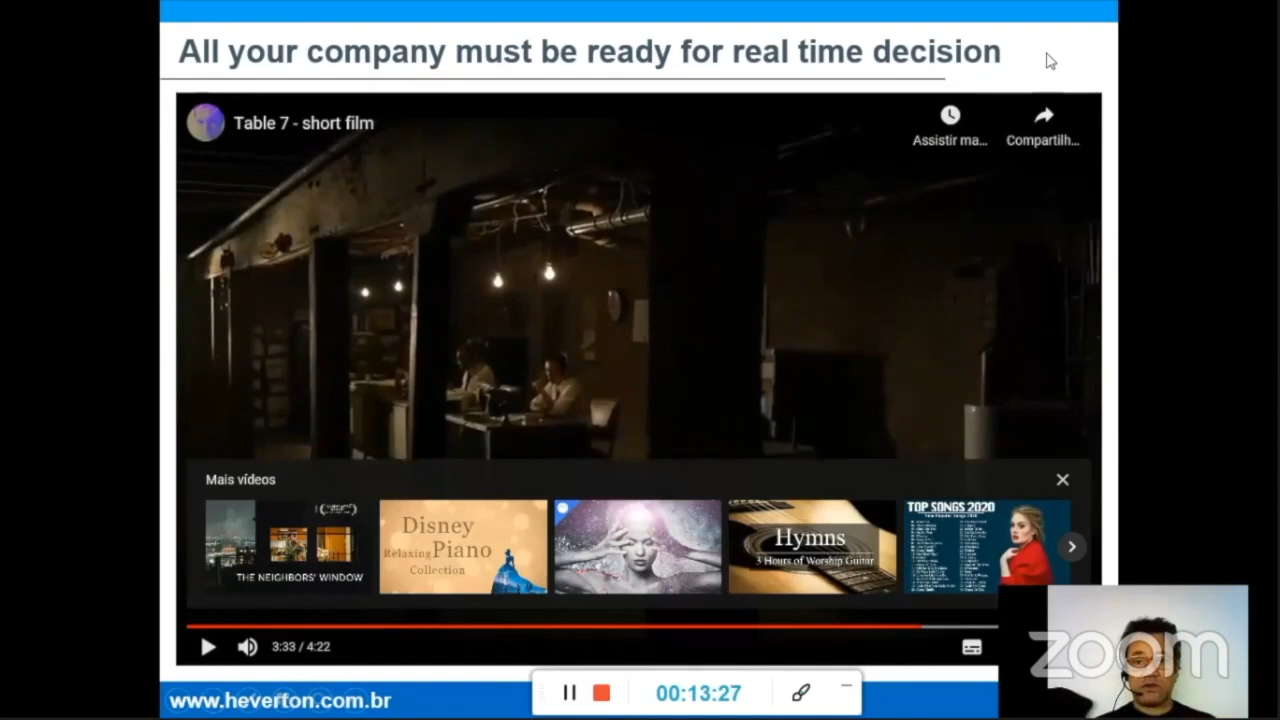 All your company must be ready for real time decision
Table 7 - short film
Assistir ma...
Compartilh...
Mais vídeos
THE NEIGHBORS' WINDOW
Disney
Relaxing Piano
Collection
Hymns
3 Hours of Worship Guitar
TOP SONGS 2020
3:33 / 4:22
zoom
00:13:27
www.heverton.com.br